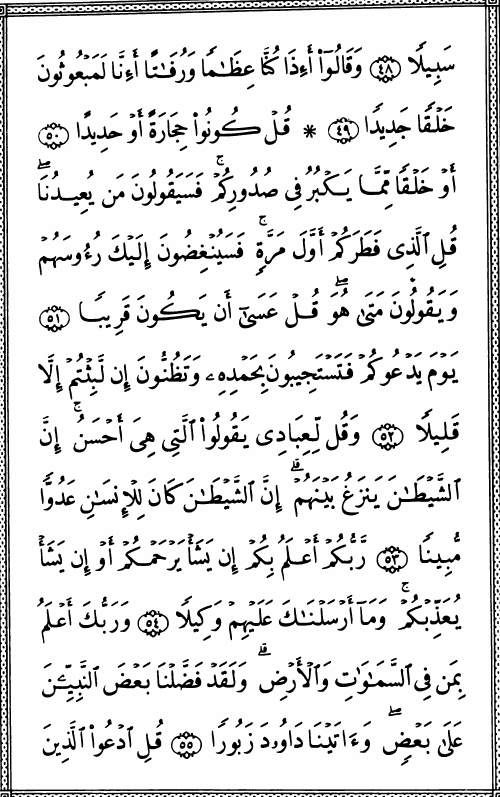 سَبِيلًا ﴿٤٨﴾ وَقَالُوٓا۟ أَءِذَا كُنَّا عِظَٰمًا وَرُفَٰتًا أَءِنَّا لَمَبْعُوثُونَ
خَلْقًا جَدِيدًا ﴿٤٩﴾ * قُلْ كُونُوا۟ حِجَارَةً أَوْ حَدِيدًا ﴿٥٠﴾
أَوْ خَلْقًا مِّمَّا يَكْبُرُ فِى صُدُورِكُمْ ۚ فَسَيَقُولُونَ مَن يُعِيدُنَا ۖ
قُلِ ٱلَّذِى فَطَرَكُمْ أَوَّلَ مَرَّةٍ ۚ فَسَيُنْغِضُونَ إِلَيْكَ رُءُوسَهُمْ
وَيَقُولُونَ مَتَىٰ هُوَ ۖ قُلْ عَسَىٰٓ أَن يَكُونَ قَرِيبًا ﴿٥١﴾
يَوْمَ يَدْعُوكُمْ فَتَسْتَجِيبُونَ بِحَمْدِهِۦ وَتَظُنُّونَ إِن لَّبِثْتُمْ إِلَّا
قَلِيلًا ﴿٥٢﴾ وَقُل لِّعِبَادِى يَقُولُوا۟ ٱلَّتِى هِىَ أَحْسَنُ ۚ إِنَّ
ٱلشَّيْطَٰنَ يَنزَغُ بَيْنَهُمْ ۗ إِنَّ ٱلشَّيْطَٰنَ كَانَ لِلْإِنسَٰنِ عَدُوًّا
مُّبِينًا ﴿٥٣﴾ رَّبُّكُمْ أَعْلَمُ بِكُمْ إِن يَشَأْ يَرْحَمْكُمْ أَوْ إِن يَشَأْ
يُعَذِّبْكُمْ ۚ وَمَآ أَرْسَلْنَٰكَ عَلَيْهِمْ وَكِيلًا ﴿٥٤﴾ وَرَبُّكَ أَعْلَمُ
بِمَن فِى ٱلسَّمَٰوَٰتِ وَٱلْأَرْضِ ۗ وَلَقَدْ فَضَّلْنَا بَعْضَ ٱلنَّبِيِّۦنَ
عَلَىٰ بَعْضٍ ۖ وَءَاتَيْنَا دَاوُۥدَ زَبُورًا ﴿٥٥﴾ قُلِ ٱدْعُوا۟ ٱلَّذِينَ